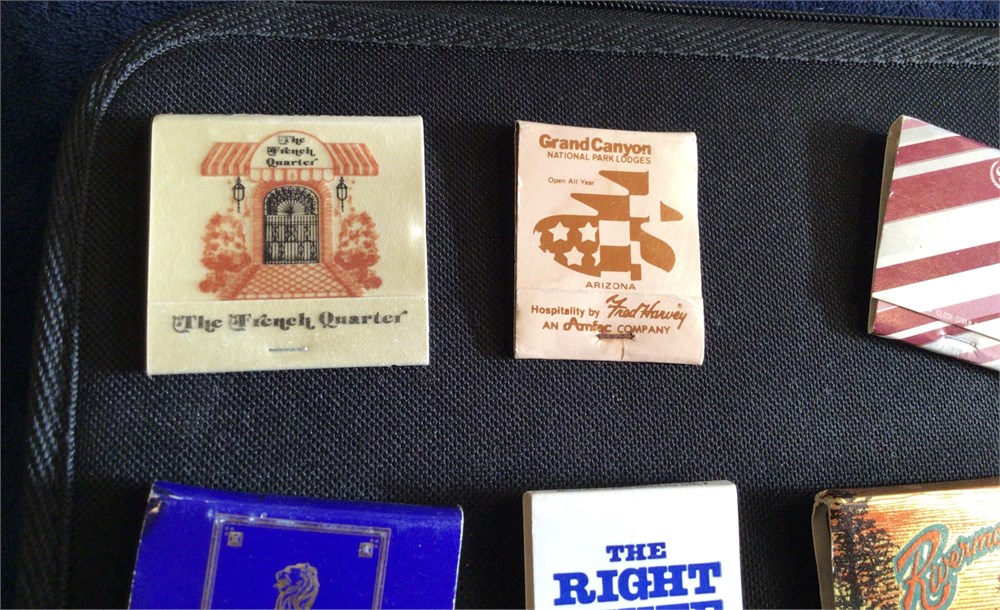 The
French
Quarter
The French Quarter
Grand Canyon
NATIONAL PARK LODGES
Open All Year
ARIZONA
Hospitality by Fred Harvey
AN Amfac COMPANY
THE
RIGHT